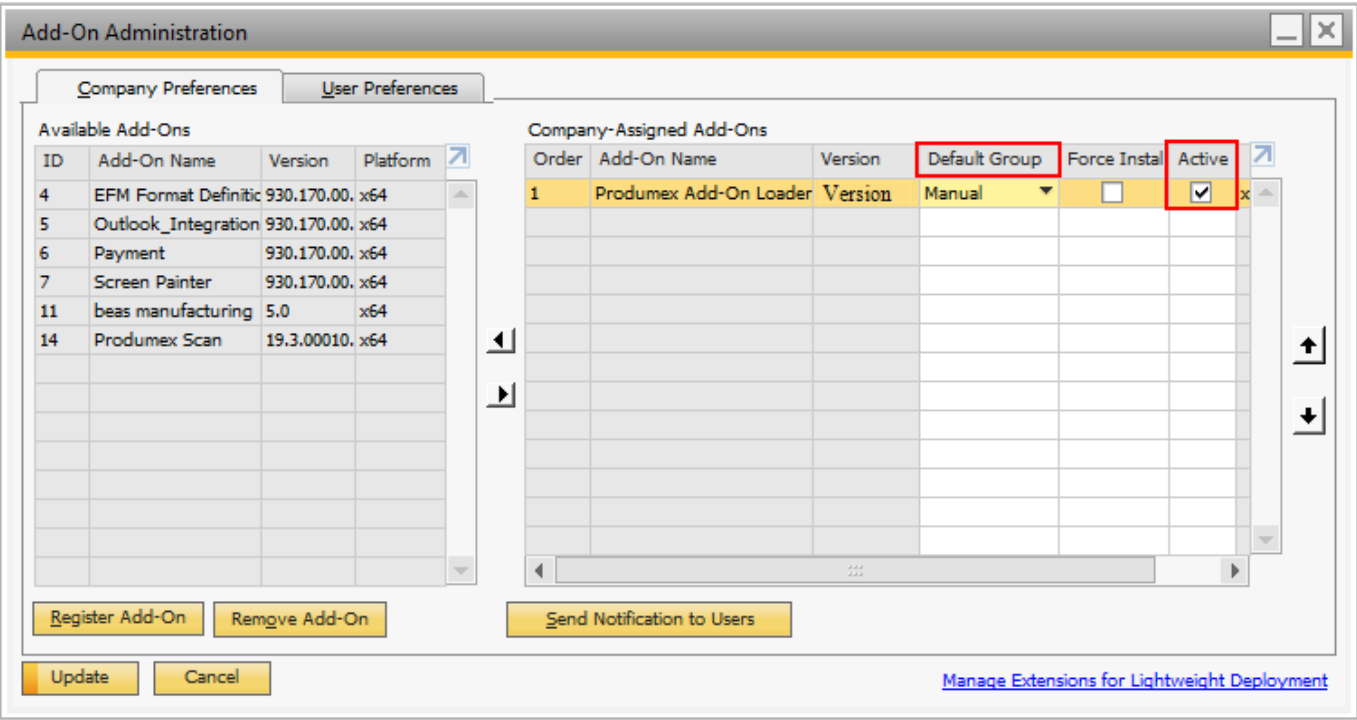 Add-On Administration
Company Preferences
User Preferences
Available Add-Ons
ID Add-On Name Version Platform
4 EFM Format Definitic 930.170.00. x64
5 Outlook_Integration 930.170.00. x64
6 Payment 930.170.00. x64
7 Screen Painter 930.170.00. x64
11 beas manufacturing 5.0 x64
14 Produmex Scan 19.3.00010. x64
Company-Assigned Add-Ons
Order Add-On Name Version Default Group Force Instal Active
1 Produmex Add-On Loader Version Manual x
Register Add-On
Remove Add-On
Send Notification to Users
Update
Cancel
Manage Extensions for Lightweight Deployment